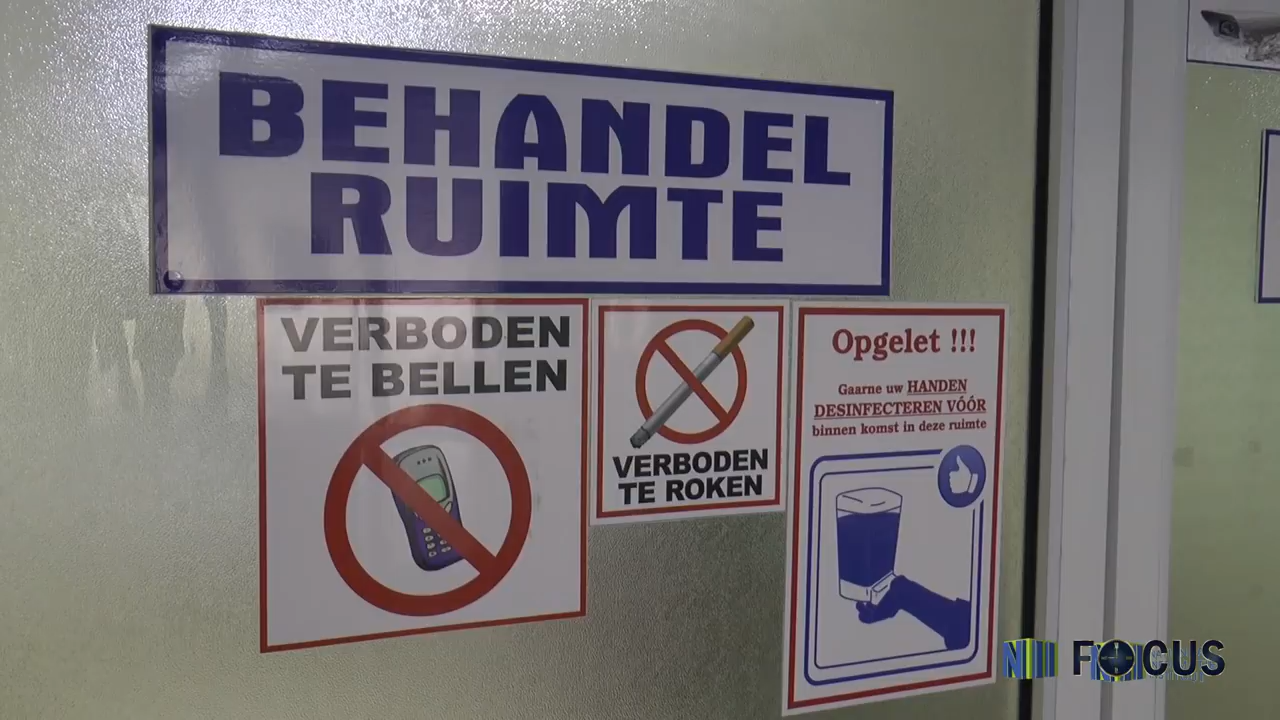 BEHANDEL
RUIMTE
VERBODEN
TE BELLEN
VERBODEN
TE ROKEN
Opgelet !!!
Gaarne uw HANDEN
DESINFECTEREN VÓÓR
binnen komst in deze ruimte
FOCUS